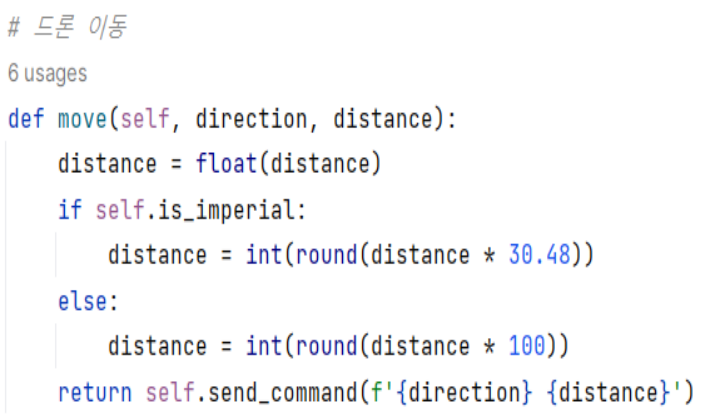 # 드론 이동
6 usages
def move(self, direction, distance):
    distance = float(distance)
    if self.is_imperial:
        distance = int(round(distance * 30.48))
    else:
        distance = int(round(distance * 100))
    return self.send_command(f'{direction} {distance}')